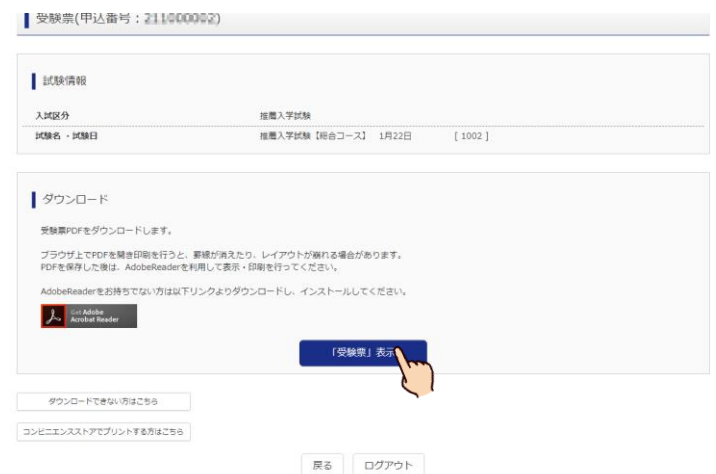 受験票(甲込番号：211000002)
試験情報
入試区分 推薦入学試験
試験名 ・試験日 推薦入学試験【総合コース】 1月22日 [ 1002 ]
ダウンロード
受験票PDFをダウンロードします。
ブラウザ上でPDFを開き印刷を行うと、罫線が消えたり、レイアウトが崩れる場合があります。
PDFを保存した後は、AdobeReaderを利用して表示・印刷を行ってください。
AdobeReaderをお持ちでない方は以下リンクよりダウンロードし、インストールしてください。
Get Adobe
Acrobat Reader
「受験票」表示
ダウンロードできない方はこちら
コンビニエンスストアでプリントする方はこちら
戻る ログアウト